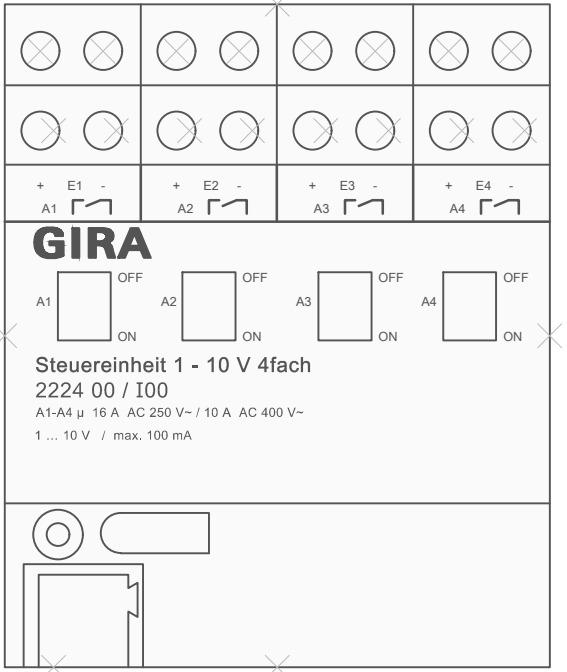 + E1 - + E2 - + E3 - + E4 -
A1 A2 A3 A4
GIRA
OFF OFF OFF OFF
A1 A2 A3 A4
ON ON ON ON
Steuereinheit 1 - 10 V 4fach
2224 00 / I00
A1-A4 µ 16 A AC 250 V~ / 10 A AC 400 V~
1 ... 10 V / max. 100 mA